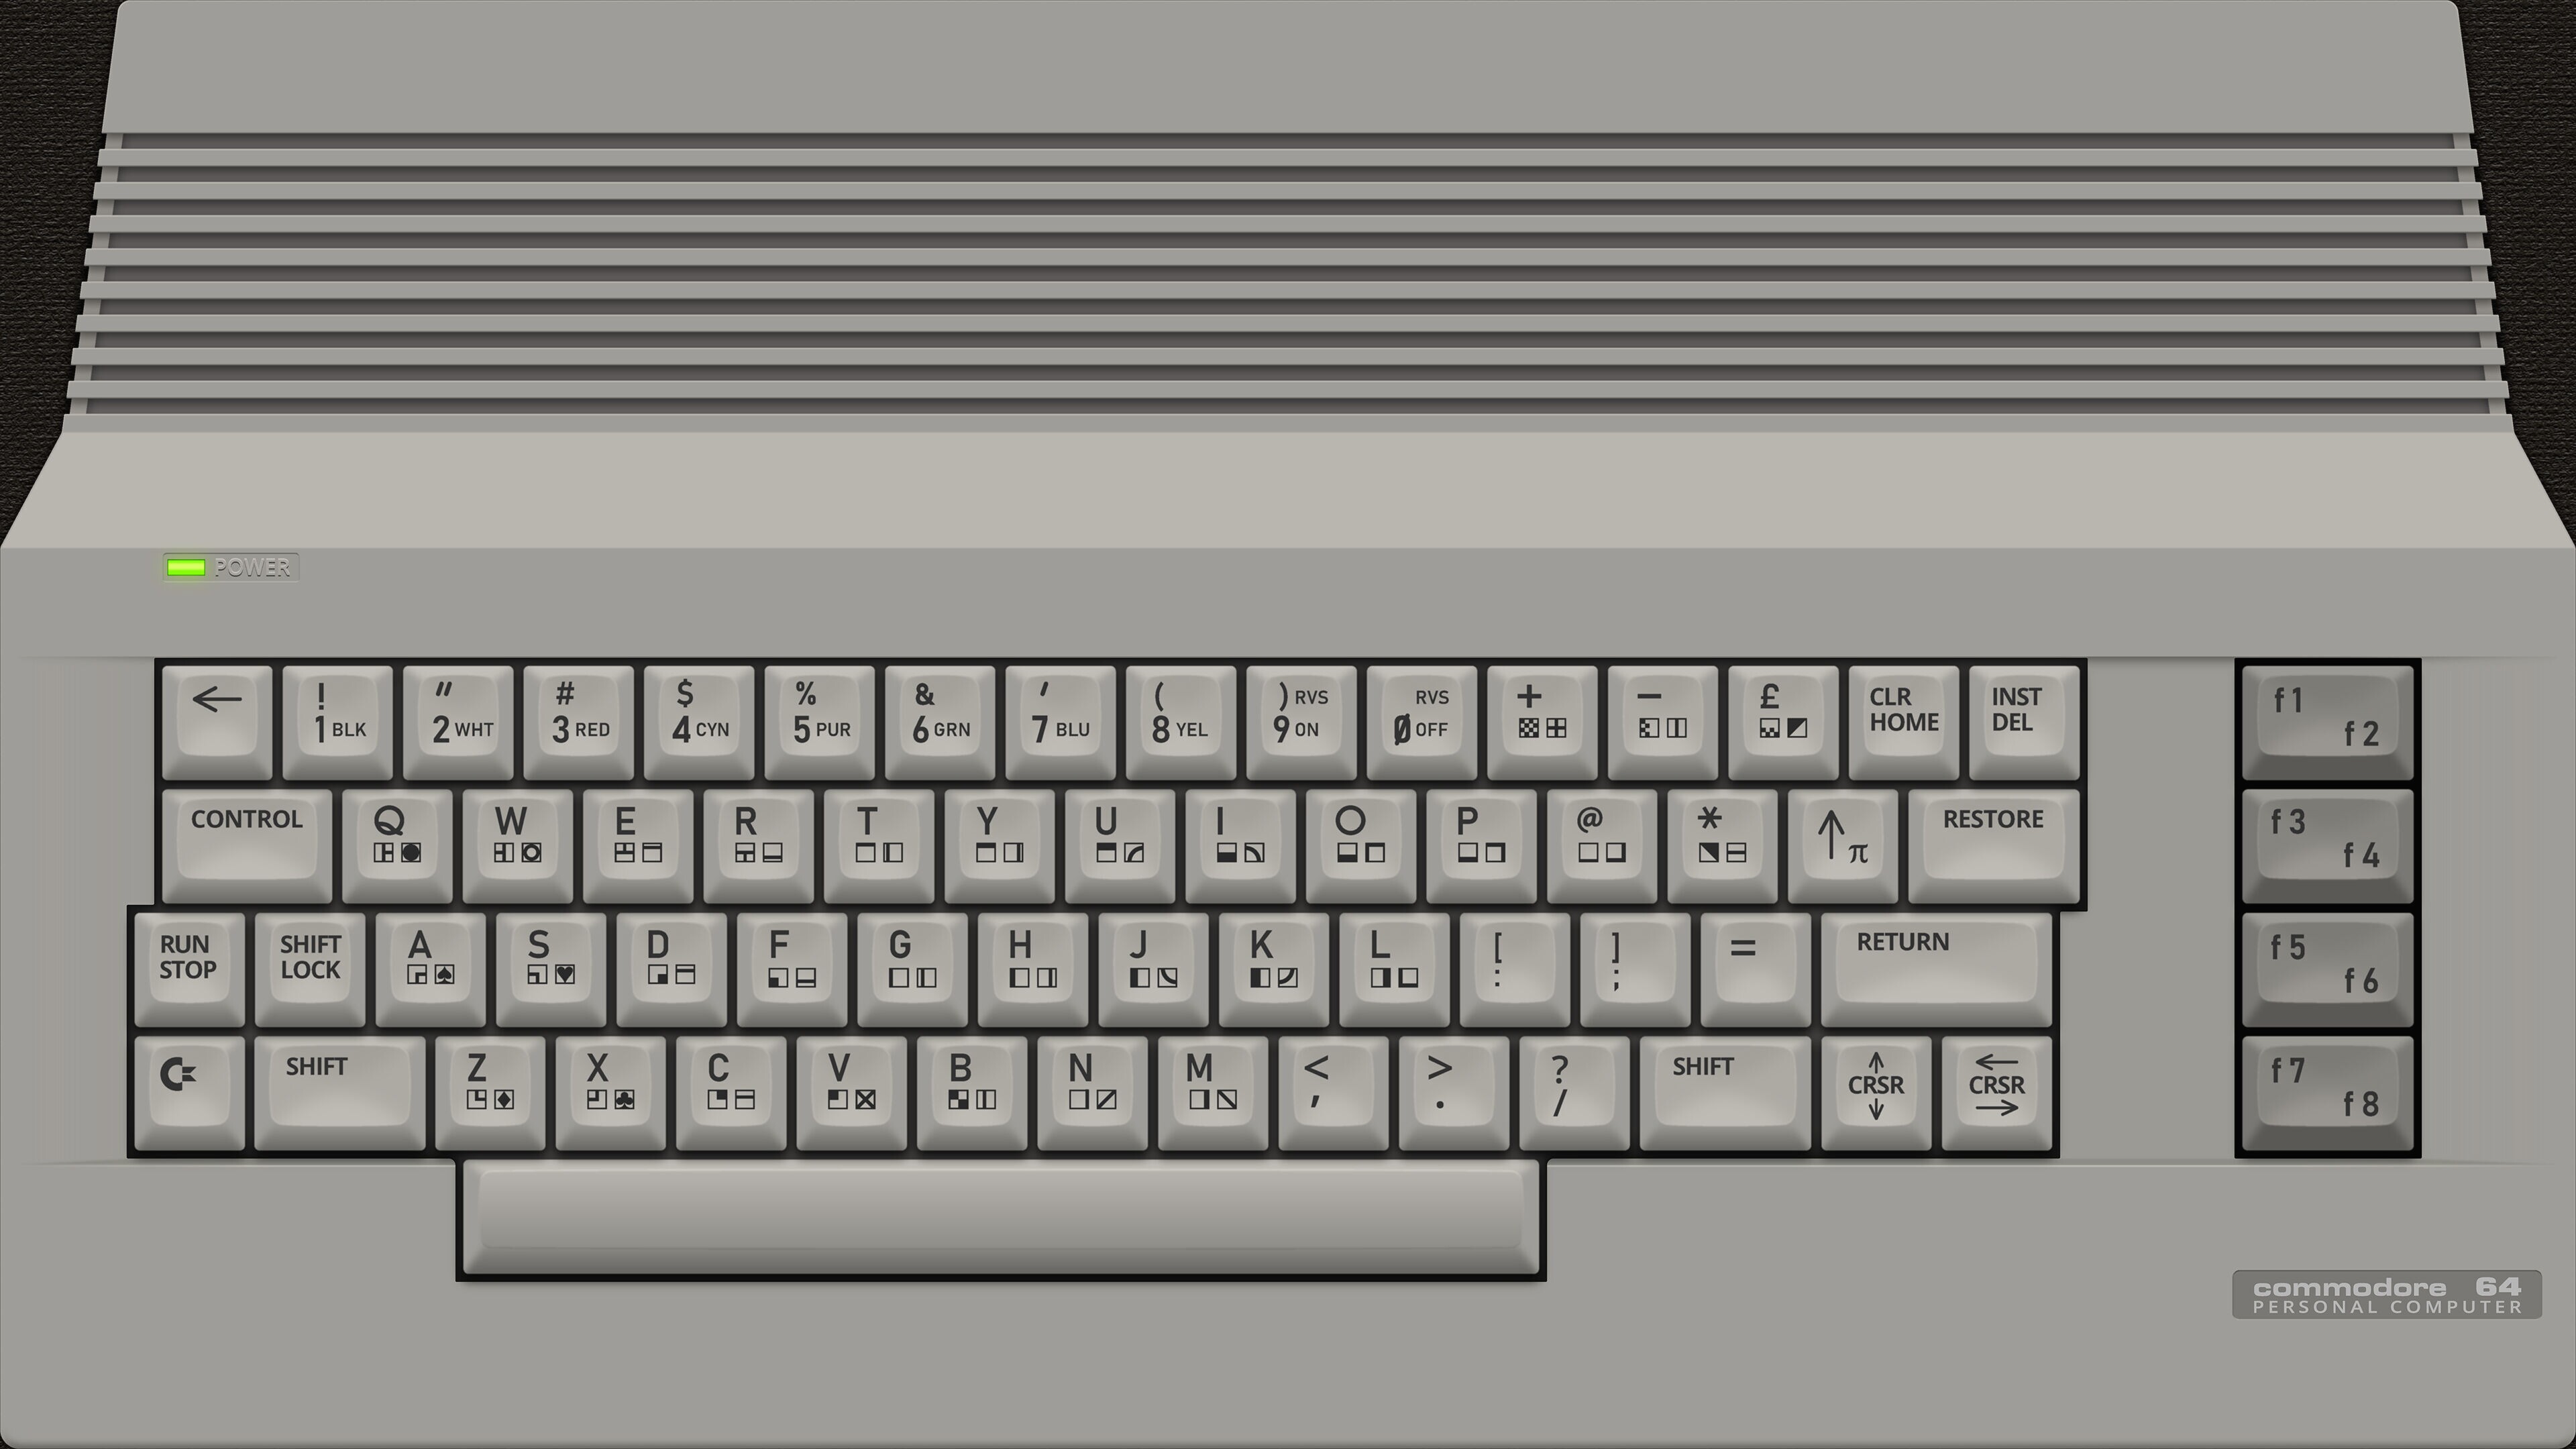 POWER
← ! 1 BLK " 2 WHT # 3 RED $ 4 CYN % 5 PUR & 6 GRN ' 7 BLU ( 8 YEL ) 9 RVS ON 0 RVS OFF + − £ CLR HOME INST DEL f1 f2
CONTROL Q W E R T Y U I O P @ * ↑ π RESTORE f3 f4
RUN STOP SHIFT LOCK A S D F G H J K L [ : ] ; = RETURN f5 f6
C= SHIFT Z X C V B N M < , > . ? / SHIFT ↑ CRSR ↓ ← CRSR → f7 f8
commodore 64
PERSONAL COMPUTER